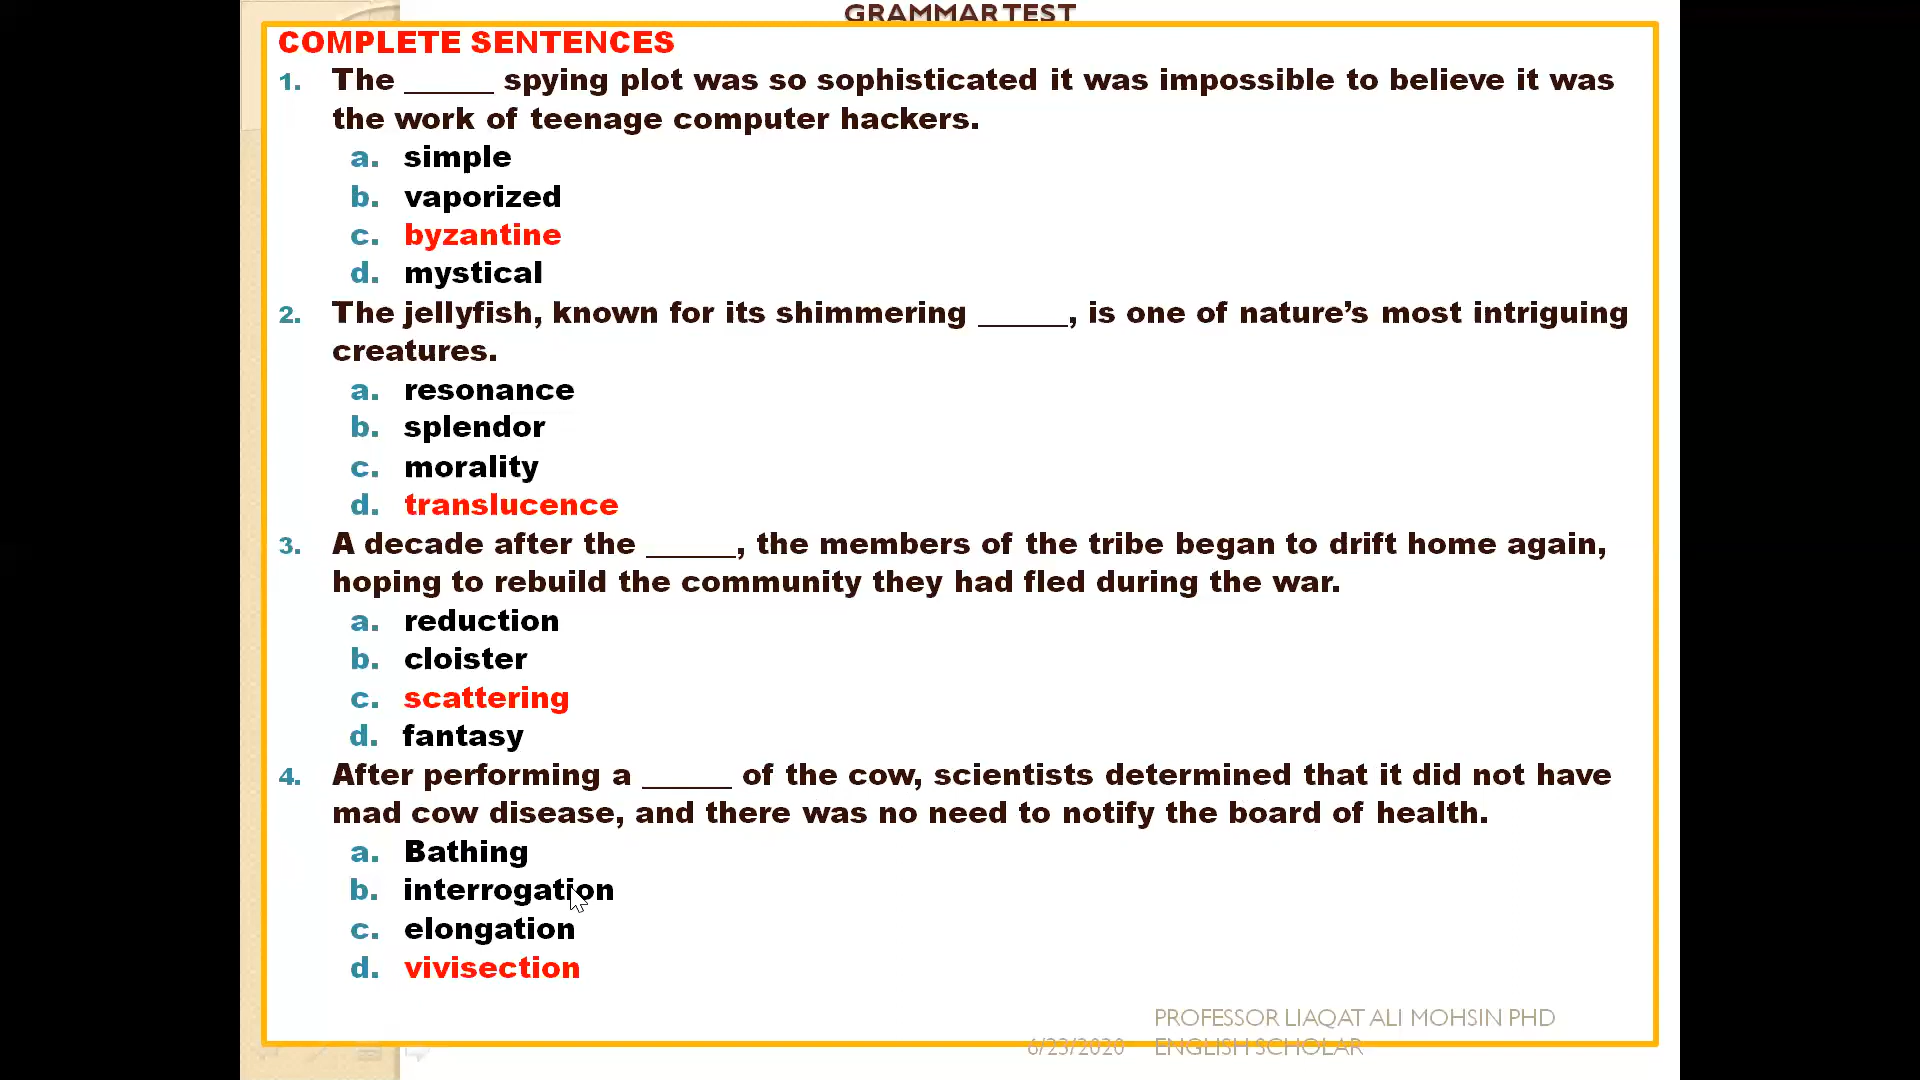 GRAMMAR TEST
COMPLETE SENTENCES
1. The ______ spying plot was so sophisticated it was impossible to believe it was
the work of teenage computer hackers.
a. simple
b. vaporized
c. byzantine
d. mystical
2. The jellyfish, known for its shimmering ______, is one of nature’s most intriguing
creatures.
a. resonance
b. splendor
c. morality
d. translucence
3. A decade after the ______, the members of the tribe began to drift home again,
hoping to rebuild the community they had fled during the war.
a. reduction
b. cloister
c. scattering
d. fantasy
4. After performing a ______ of the cow, scientists determined that it did not have
mad cow disease, and there was no need to notify the board of health.
a. Bathing
b. interrogation
c. elongation
d. vivisection
PROFESSOR LIAQAT ALI MOHSIN PHD
6/23/2020 ENGLISH SCHOLAR